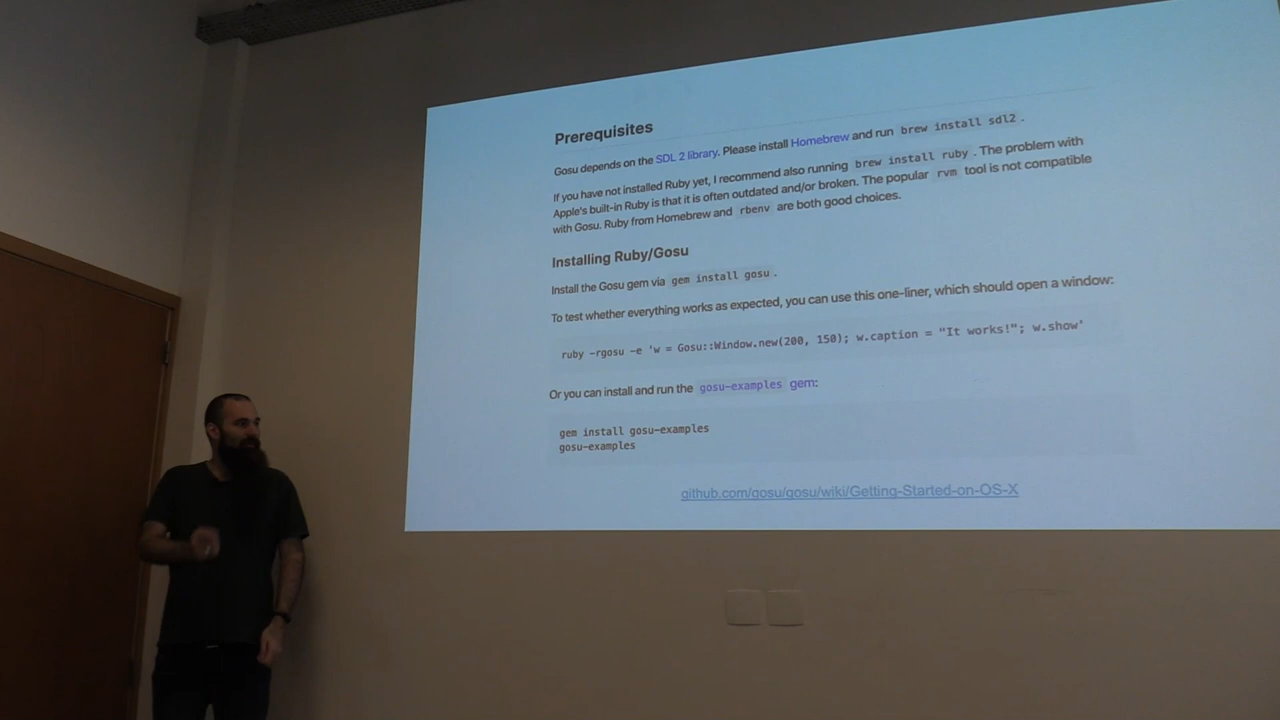 Prerequisites
Gosu depends on the SDL 2 library. Please install Homebrew and run brew install sdl2 .
If you have not installed Ruby yet, I recommend also running brew install ruby . The problem with
Apple's built-in Ruby is that it is often outdated and/or broken. The popular rvm tool is not compatible
with Gosu. Ruby from Homebrew and rbenv are both good choices.
Installing Ruby/Gosu
Install the Gosu gem via gem install gosu .
To test whether everything works as expected, you can use this one-liner, which should open a window:
ruby -rgosu -e 'w = Gosu::Window.new(200, 150); w.caption = "It works!"; w.show'
Or you can install and run the gosu-examples gem:
gem install gosu-examples
gosu-examples
github.com/gosu/gosu/wiki/Getting-Started-on-OS-X